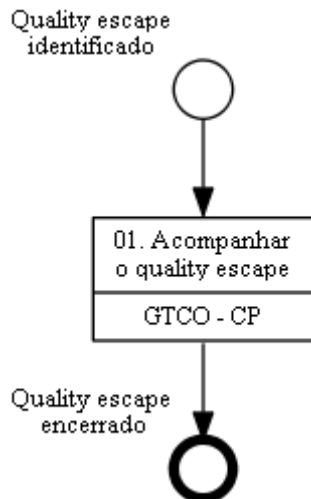 Quality escape
identificado
01. Acompanhar
o quality escape
GTCO - CP
Quality escape
encerrado